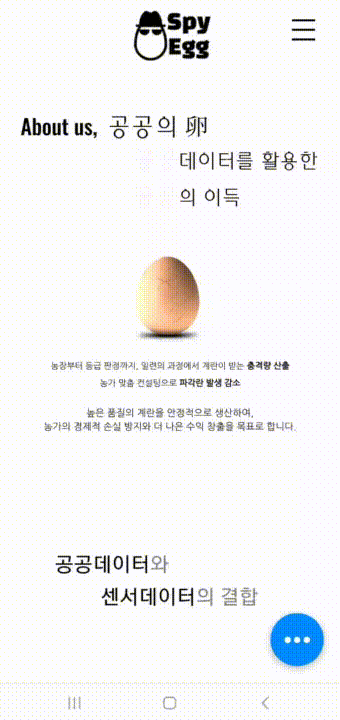 Spy
Egg
About us, 공공의 卵
데이터를 활용한
의 이득
농장부터 등급 판정까지, 일련의 과정에서 계란이 받는 충격량 산출
농가 맞춤 컨설팅으로 파각란 발생 감소
높은 품질의 계란을 안정적으로 생산하여,
농가의 경제적 손실 방지와 더 나은 수익 창출을 목표로 합니다.
공공데이터와
센서데이터의 결합